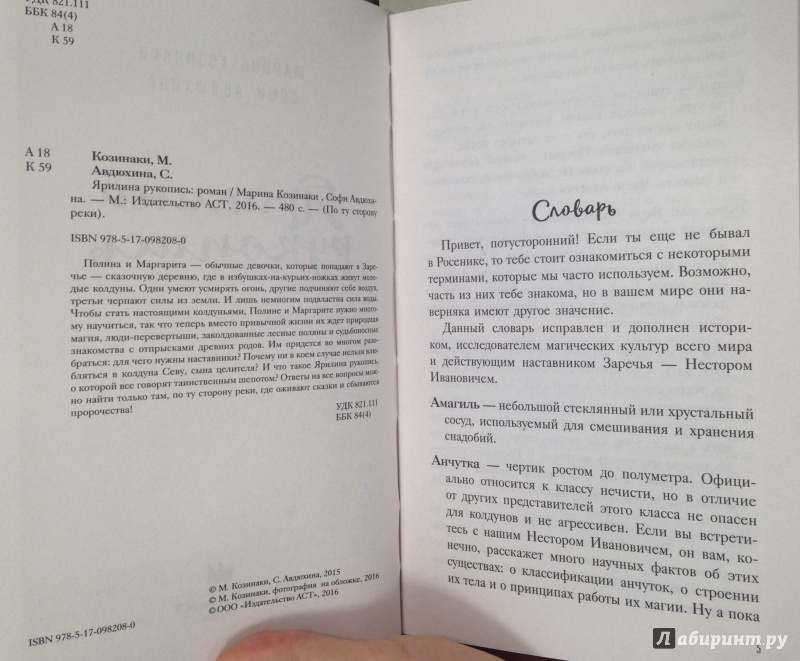 УДК 821.111
ББК 84(4)
А 18
К 59
МАРИНА КОЗИНАКИ
СОФИ АВДЮХИНА
А 18
К 59
Козинаки, М.
Авдюхина, С.
Ярилина рукопись: роман / Марина Козинаки , Софи Авдюхи-
на. — М.: Издательство АСТ, 2016. — 480 с. — (По ту сторону
реки).
ISBN 978-5-17-098208-0
Полина и Маргарита — обычные девочки, которые попадают в Заре-
чье — сказочную деревню, где в избушках-на-курьих-ножках живут моло-
дые колдуны. Одни умеют усмирять огонь, другие подчиняют себе воздух,
третьи черпают силы из земли. И лишь немногим подвластна сила воды.
Чтобы стать настоящими колдуньями, Полине и Маргарите нужно много-
му научиться, так что теперь вместо привычной жизни их ждет природная
магия, люди-перевертыши, заколдованные лесные поляны и судьбоносные
знакомства с отпрысками древних родов. Им придется во многом разо-
браться: для чего нужны наставники? Почему ни в коем случае нельзя влю-
бляться в колдуна Севу, сына целителя? И что такое Ярилина рукопись,
о которой все говорят таинственным шепотом? Ответы на все вопросы мож-
но найти только там, по ту сторону реки, где оживают сказки и сбываются
пророчества!
УДК 821.111
ББК 84(4)
© М. Козинаки, С. Авдюхина, 2015
© М. Козинаки, фотография на обложке, 2016
© ООО «Издательство АСТ», 2016
ISBN 978-5-17-098208-0
Словарь
Привет, потусторонний! Если ты еще не бывал
в Росенике, то тебе стоит ознакомиться с некоторыми
терминами, которые мы часто используем. Возможно,
часть из них тебе знакома, но в вашем мире они на-
верняка имеют другое значение.
Данный словарь исправлен и дополнен истори-
ком, исследователем магических культур всего мира
и действующим наставником Заречья — Нестором
Ивановичем.
Амагиль — небольшой стеклянный или хрустальный
сосуд, используемый для смешивания и хранения
снадобий.
Анчутка — чертик ростом до полуметра. Офици-
ально относится к классу нечисти, но в отличие
от других представителей этого класса не опасен
для колдунов и не агрессивен. Если вы встрети-
тесь с нашим Нестором Ивановичем, он вам, ко-
нечно, расскажет много научных фактов об этих
существах: о классификации анчуток, о строении
их тела и о принципах работы их магии. Ну а пока
5
Лабиринт.ру